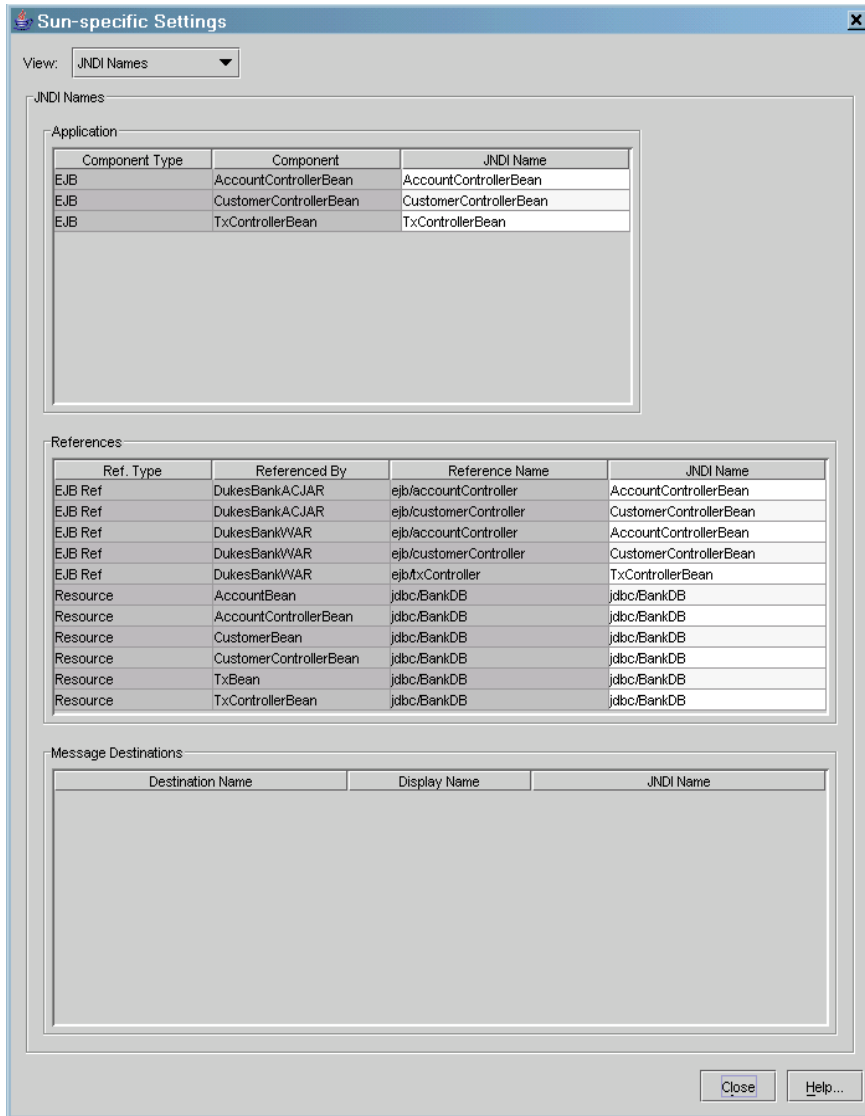 Sun-specific Settings
View: JNDI Names
JNDI Names
Application
Component Type Component JNDI Name
EJB AccountControllerBean AccountControllerBean
EJB CustomerControllerBean CustomerControllerBean
EJB TxControllerBean TxControllerBean
References
Ref. Type Referenced By Reference Name JNDI Name
EJB Ref DukesBankACJAR ejb/accountController AccountControllerBean
EJB Ref DukesBankACJAR ejb/customerController CustomerControllerBean
EJB Ref DukesBankWAR ejb/accountController AccountControllerBean
EJB Ref DukesBankWAR ejb/customerController CustomerControllerBean
EJB Ref DukesBankWAR ejb/txController TxControllerBean
Resource AccountBean jdbc/BankDB jdbc/BankDB
Resource AccountControllerBean jdbc/BankDB jdbc/BankDB
Resource CustomerBean jdbc/BankDB jdbc/BankDB
Resource CustomerControllerBean jdbc/BankDB jdbc/BankDB
Resource TxBean jdbc/BankDB jdbc/BankDB
Resource TxControllerBean jdbc/BankDB jdbc/BankDB
Message Destinations
Destination Name Display Name JNDI Name
Close Help...